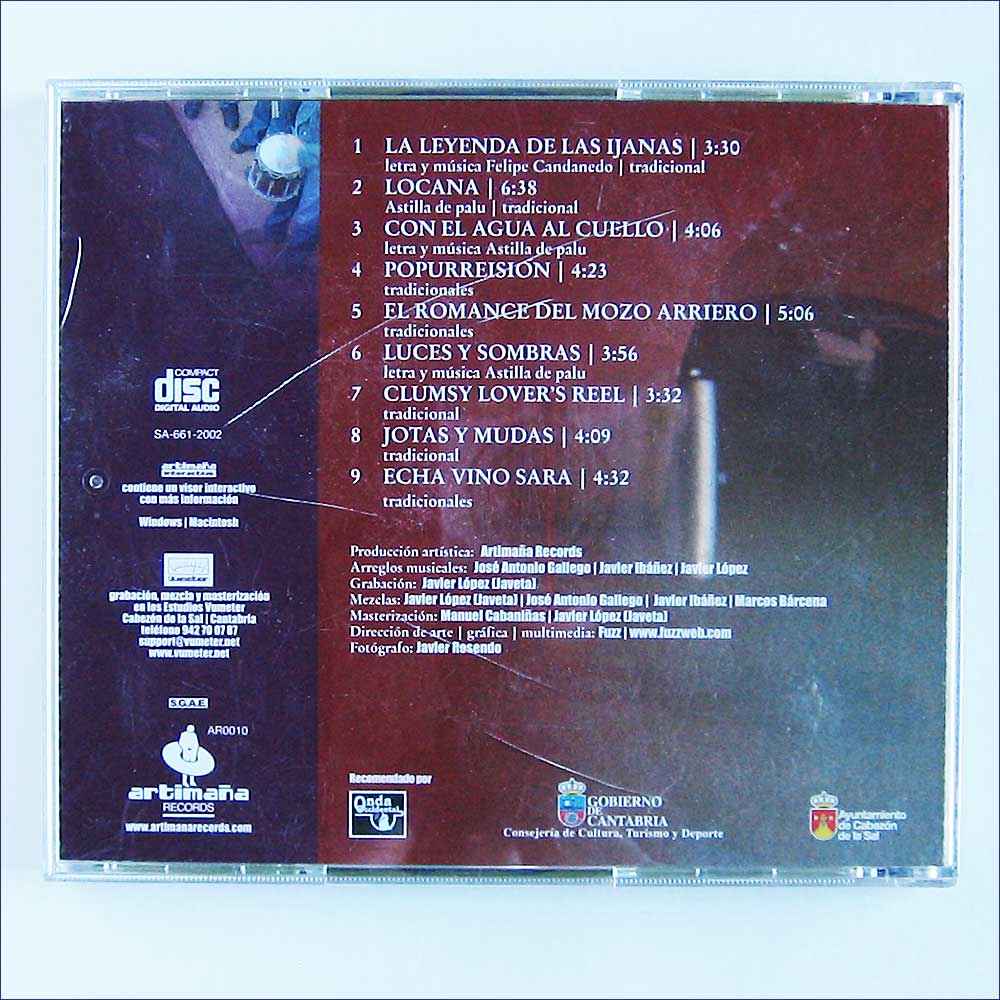 1 LA LEYENDA DE LAS IJANAS | 3:30
letra y música Felipe Candanedo | tradicional
2 LOCANA | 6:38
Astilla de palu | tradicional
3 CON EL AGUA AL CUELLO | 4:06
letra y música Astilla de palu
4 POPURREISIÓN | 4:23
tradicionales
5 EL ROMANCE DEL MOZO ARRIERO | 5:06
tradicionales
6 LUCES Y SOMBRAS | 3:56
letra y música Astilla de palu
7 CLUMSY LOVER'S REEL | 3:32
tradicional
8 JOTAS Y MUDAS | 4:09
tradicional
9 ECHA VINO SARA | 4:32
tradicionales
Producción artística: Artimaña Records
Arreglos musicales: José Antonio Gallego | Javier Ibáñez | Javier López
Grabación: Javier López (Javeta)
Mezclas: Javier López (Javeta) | José Antonio Gallego | Javier Ibáñez | Marcos Bárcena
Masterización: Manuel Cabaniñas | Javier López (Javeta)
Dirección de arte | gráfica | multimedia: Fuzz | www.fuzzweb.com
Fotógrafo: Javier Rosendo
COMPACT
disc
DIGITAL AUDIO
SA-661-2002
artimaña
contiene un visor interactivo
con más información
Windows | Macintosh
Vumeter
grabación, mezcla y masterización
en los Estudios Vumeter
Cabezón de la Sal | Cantabria
teléfono 942 70 07 87
support@vumeter.net
www.vumeter.net
S.G.A.E.
AR0010
artimaña
RECORDS
www.artimanarecords.com
Recomendado por
Onda
Occidental
GOBIERNO
DE
CANTABRIA
Consejería de Cultura, Turismo y Deporte
Ayuntamiento
de Cabezón
de la Sal